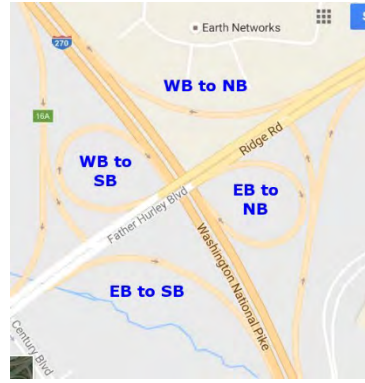 Earth Networks
S
270
WB to NB
16A
Ridge Rd
WB to
SB
EB to
NB
Father Hurley Blvd
Washington National Pike
EB to SB
Century Blvd